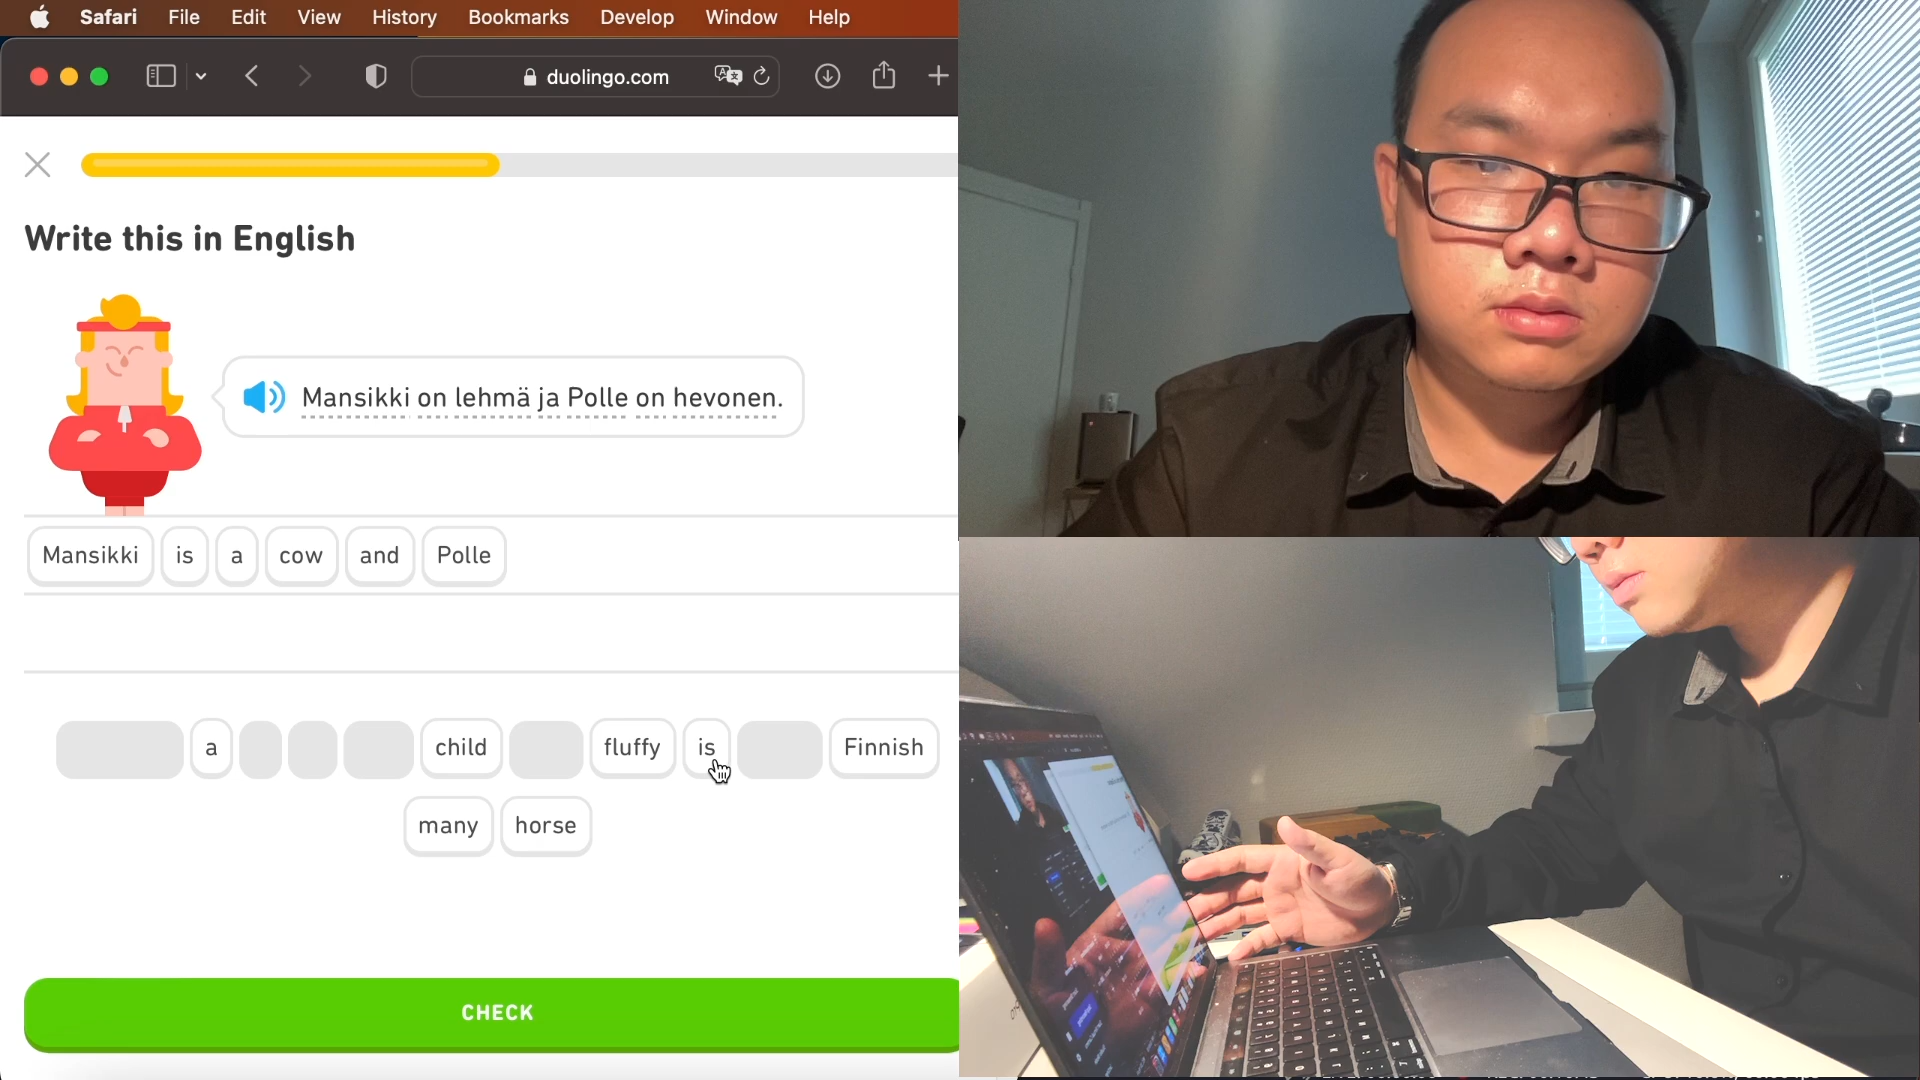 Safari File Edit View History Bookmarks Develop Window Help
duolingo.com
Write this in English
Mansikki on lehmä ja Polle on hevonen.
Mansikki is a cow and Polle
a child fluffy is Finnish
many horse
CHECK